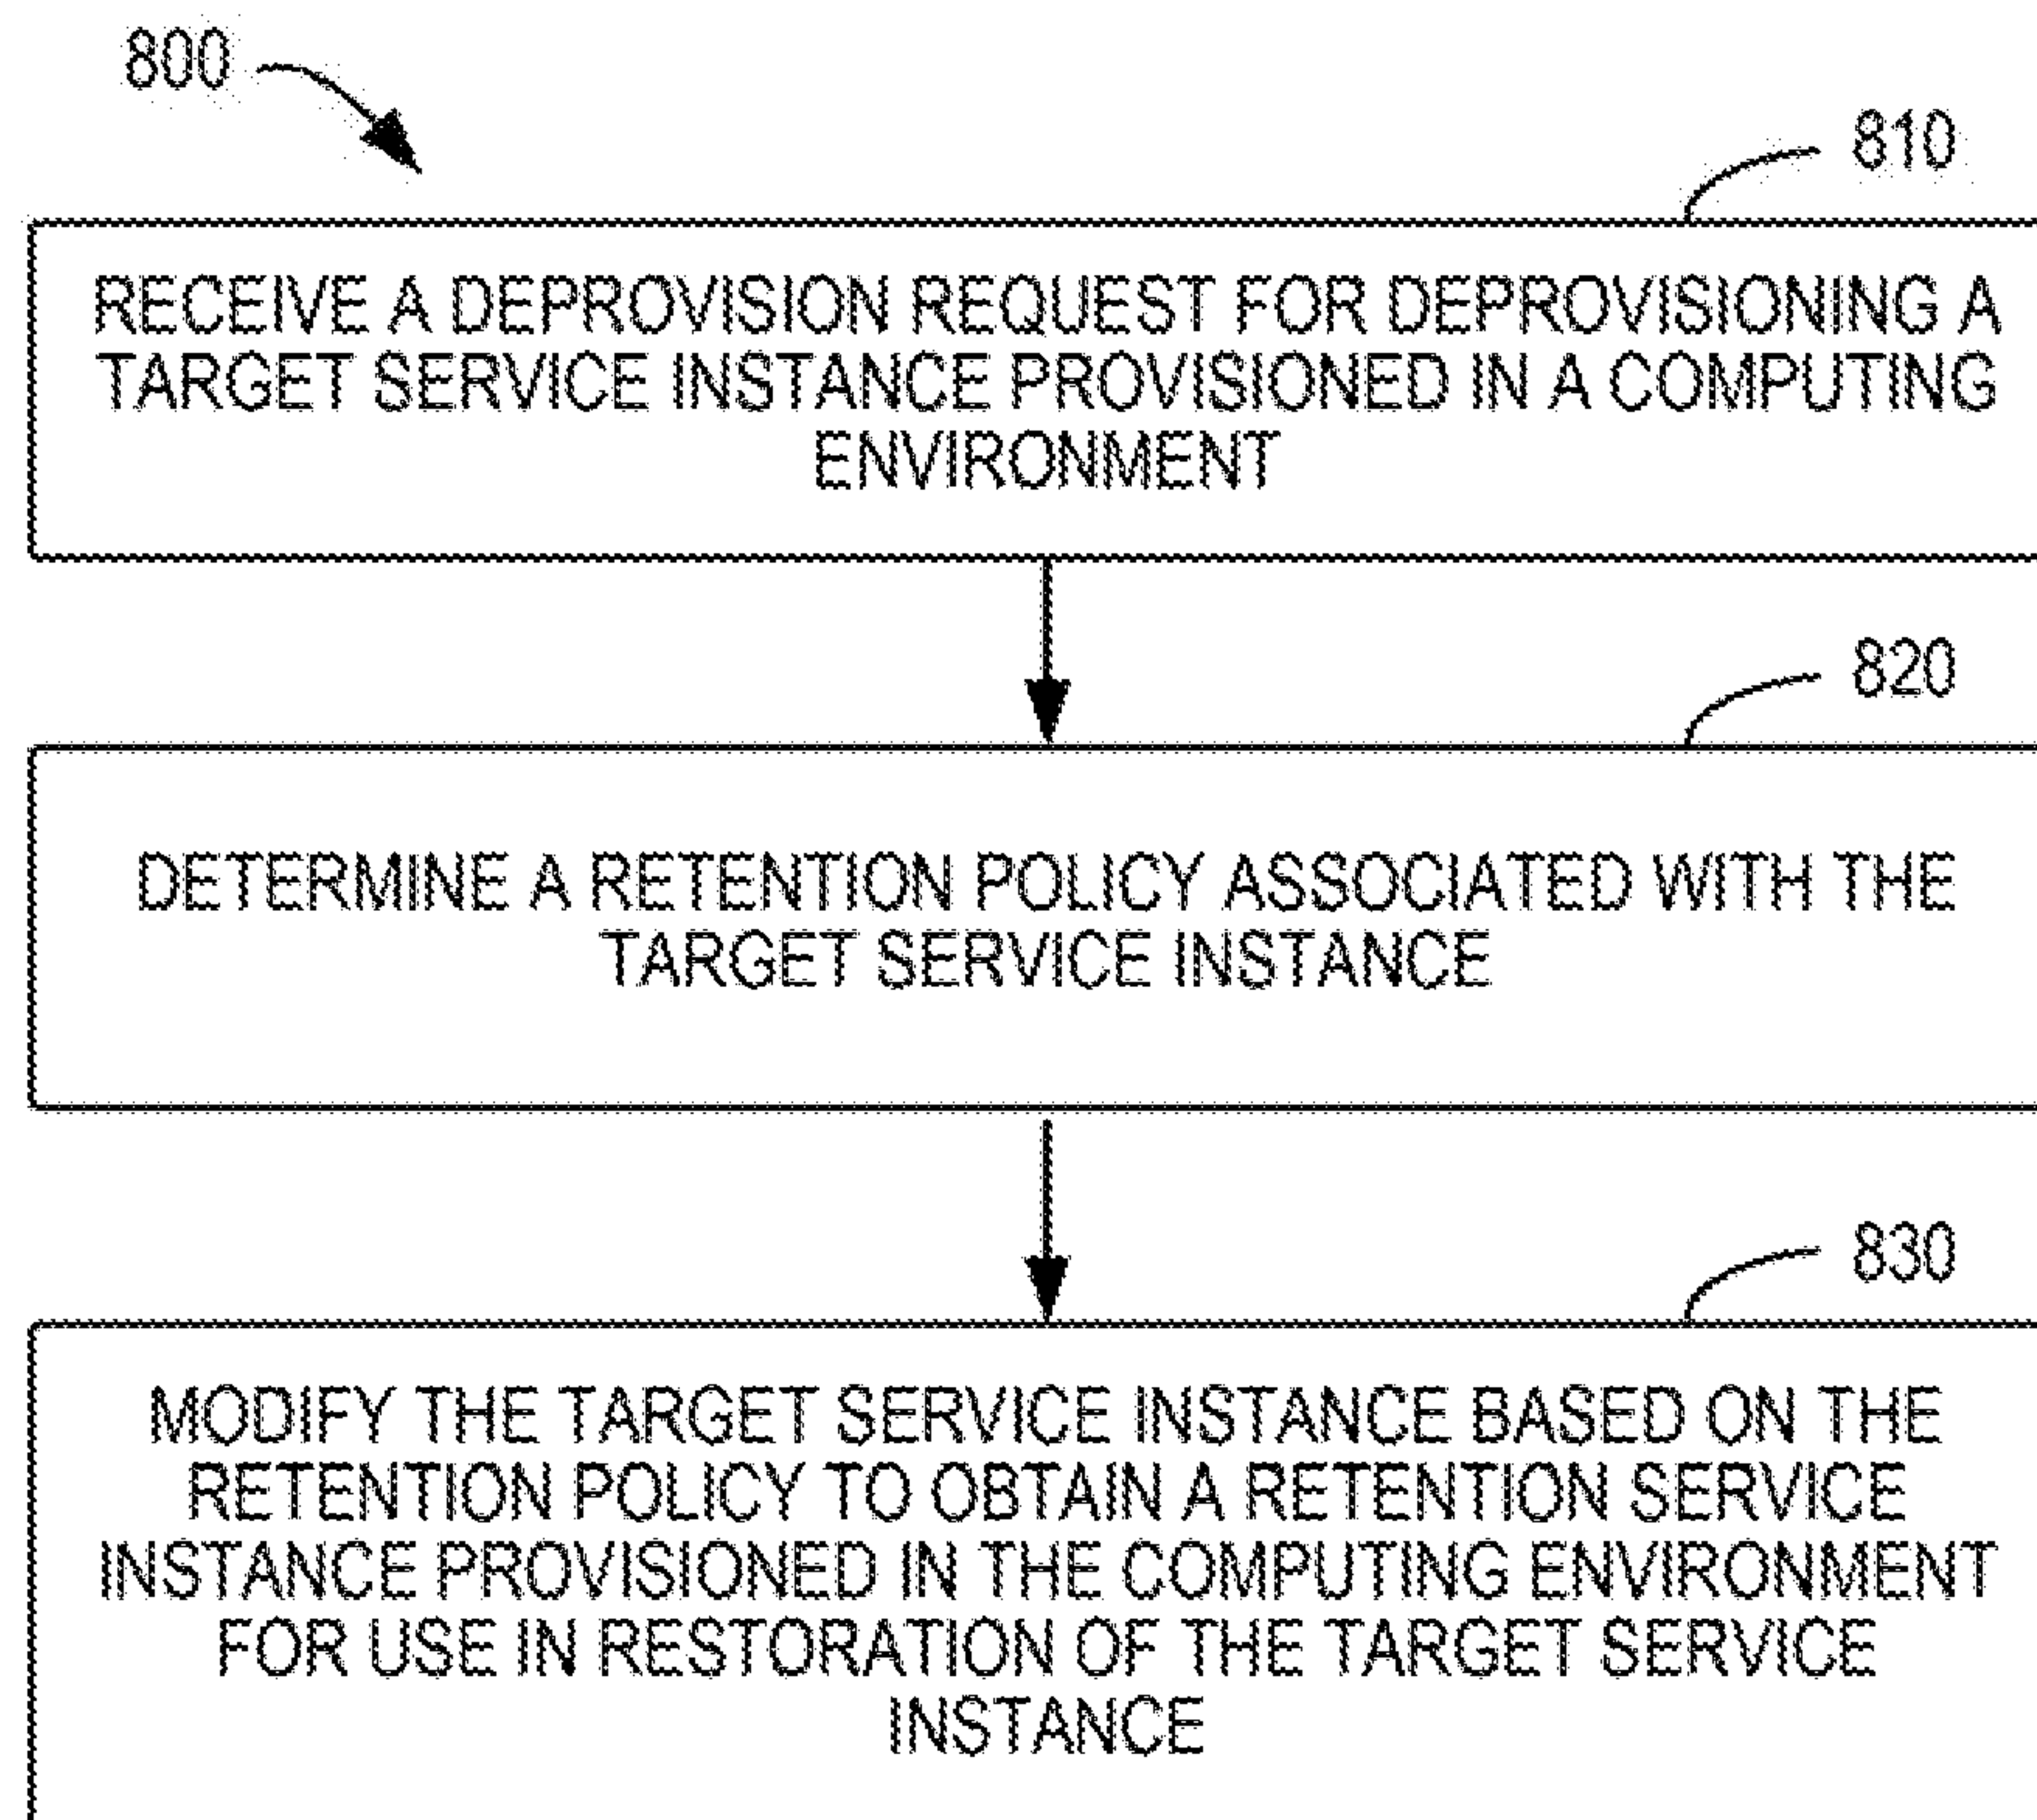 800
810
RECEIVE A DEPROVISION REQUEST FOR DEPROVISIONING A
TARGET SERVICE INSTANCE PROVISIONED IN A COMPUTING
ENVIRONMENT
820
DETERMINE A RETENTION POLICY ASSOCIATED WITH THE
TARGET SERVICE INSTANCE
830
MODIFY THE TARGET SERVICE INSTANCE BASED ON THE
RETENTION POLICY TO OBTAIN A RETENTION SERVICE
INSTANCE PROVISIONED IN THE COMPUTING ENVIRONMENT
FOR USE IN RESTORATION OF THE TARGET SERVICE
INSTANCE